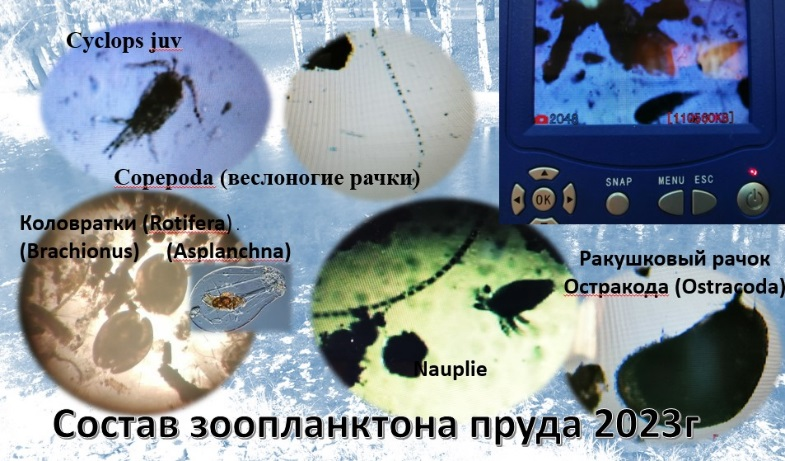 Cyclops juv
2048
[110560KB]
SNAP
MENU
ESC
OK
Copepoda (веслоногие рачки)
Коловратки (Rotifera).
(Brachionus) (Asplanchna)
Ракушковый рачок
Остракода (Ostracoda)
Nauplie
Состав зоопланктона пруда 2023г